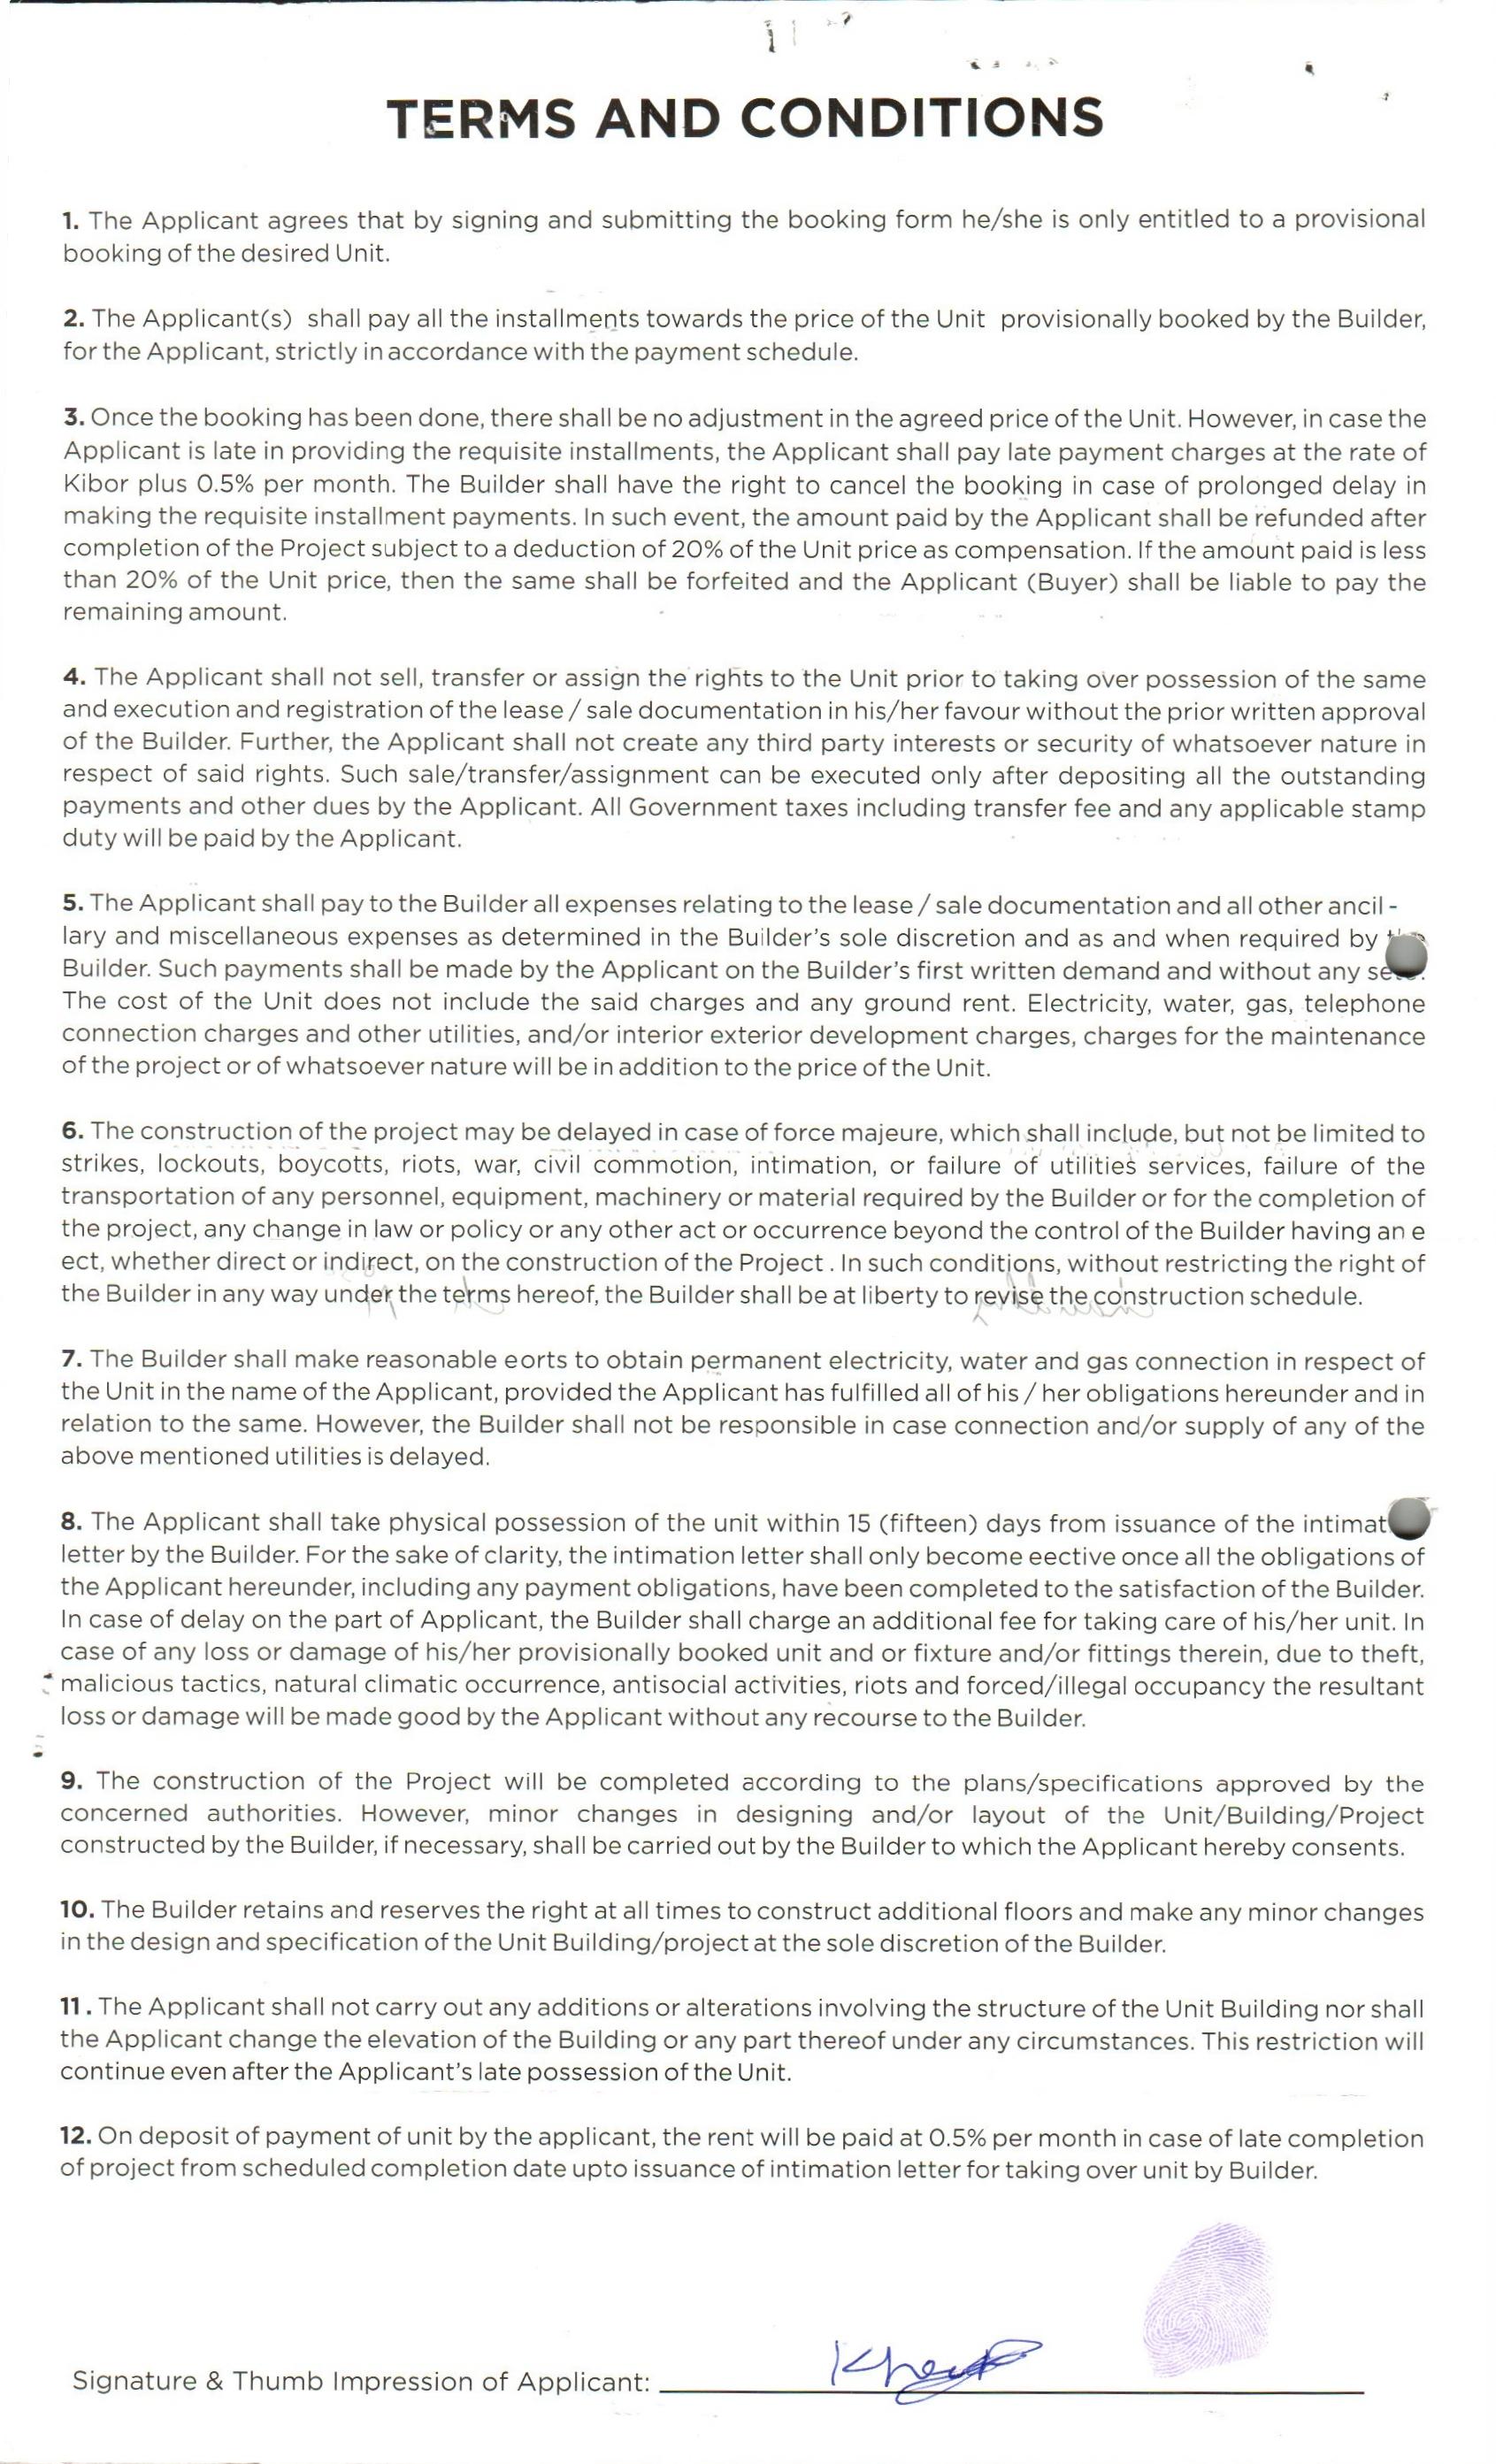 TERMS AND CONDITIONS
1. The Applicant agrees that by signing and submitting the booking form he/she is only entitled to a provisional
booking of the desired Unit.
2. The Applicant(s) shall pay all the installments towards the price of the Unit provisionally booked by the Builder,
for the Applicant, strictly in accordance with the payment schedule.
3. Once the booking has been done, there shall be no adjustment in the agreed price of the Unit. However, in case the
Applicant is late in providing the requisite installments, the Applicant shall pay late payment charges at the rate of
Kibor plus 0.5% per month. The Builder shall have the right to cancel the booking in case of prolonged delay in
making the requisite installment payments. In such event, the amount paid by the Applicant shall be refunded after
completion of the Project subject to a deduction of 20% of the Unit price as compensation. If the amount paid is less
than 20% of the Unit price, then the same shall be forfeited and the Applicant (Buyer) shall be liable to pay the
remaining amount.
4. The Applicant shall not sell, transfer or assign the rights to the Unit prior to taking over possession of the same
and execution and registration of the lease / sale documentation in his/her favour without the prior written approval
of the Builder. Further, the Applicant shall not create any third party interests or security of whatsoever nature in
respect of said rights. Such sale/transfer/assignment can be executed only after depositing all the outstanding
payments and other dues by the Applicant. All Government taxes including transfer fee and any applicable stamp
duty will be paid by the Applicant.
5. The Applicant shall pay to the Builder all expenses relating to the lease / sale documentation and all other ancil -
lary and miscellaneous expenses as determined in the Builder's sole discretion and as and when required by
Builder. Such payments shall be made by the Applicant on the Builder's first written demand and without any
The cost of the Unit does not include the said charges and any ground rent. Electricity, water, gas, telephone
connection charges and other utilities, and/or interior exterior development charges, charges for the maintenance
of the project or of whatsoever nature will be in addition to the price of the Unit.
6. The construction of the project may be delayed in case of force majeure, which shall include, but not be limited to
strikes, lockouts, boycotts, riots, war, civil commotion, intimation, or failure of utilities services, failure of the
transportation of any personnel, equipment, machinery or material required by the Builder or for the completion of
the project, any change in law or policy or any other act or occurrence beyond the control of the Builder having an e
ect, whether direct or indirect, on the construction of the Project . In such conditions, without restricting the right of
the Builder in any way under the terms hereof, the Builder shall be at liberty to revise the construction schedule.
7. The Builder shall make reasonable eorts to obtain permanent electricity, water and gas connection in respect of
the Unit in the name of the Applicant, provided the Applicant has fulfilled all of his / her obligations hereunder and in
relation to the same. However, the Builder shall not be responsible in case connection and/or supply of any of the
above mentioned utilities is delayed.
8. The Applicant shall take physical possession of the unit within 15 (fifteen) days from issuance of the intimat
letter by the Builder. For the sake of clarity, the intimation letter shall only become eective once all the obligations of
the Applicant hereunder, including any payment obligations, have been completed to the satisfaction of the Builder.
In case of delay on the part of Applicant, the Builder shall charge an additional fee for taking care of his/her unit. In
case of any loss or damage of his/her provisionally booked unit and or fixture and/or fittings therein, due to theft,
malicious tactics, natural climatic occurrence, antisocial activities, riots and forced/illegal occupancy the resultant
loss or damage will be made good by the Applicant without any recourse to the Builder.
9. The construction of the Project will be completed according to the plans/specifications approved by the
concerned authorities. However, minor changes in designing and/or layout of the Unit/Building/Project
constructed by the Builder, if necessary, shall be carried out by the Builder to which the Applicant hereby consents.
10. The Builder retains and reserves the right at all times to construct additional floors and make any minor changes
in the design and specification of the Unit Building/project at the sole discretion of the Builder.
11 . The Applicant shall not carry out any additions or alterations involving the structure of the Unit Building nor shall
the Applicant change the elevation of the Building or any part thereof under any circumstances. This restriction will
continue even after the Applicant's late possession of the Unit.
12. On deposit of payment of unit by the applicant, the rent will be paid at 0.5% per month in case of late completion
of project from scheduled completion date upto issuance of intimation letter for taking over unit by Builder.
Signature & Thumb Impression of Applicant: